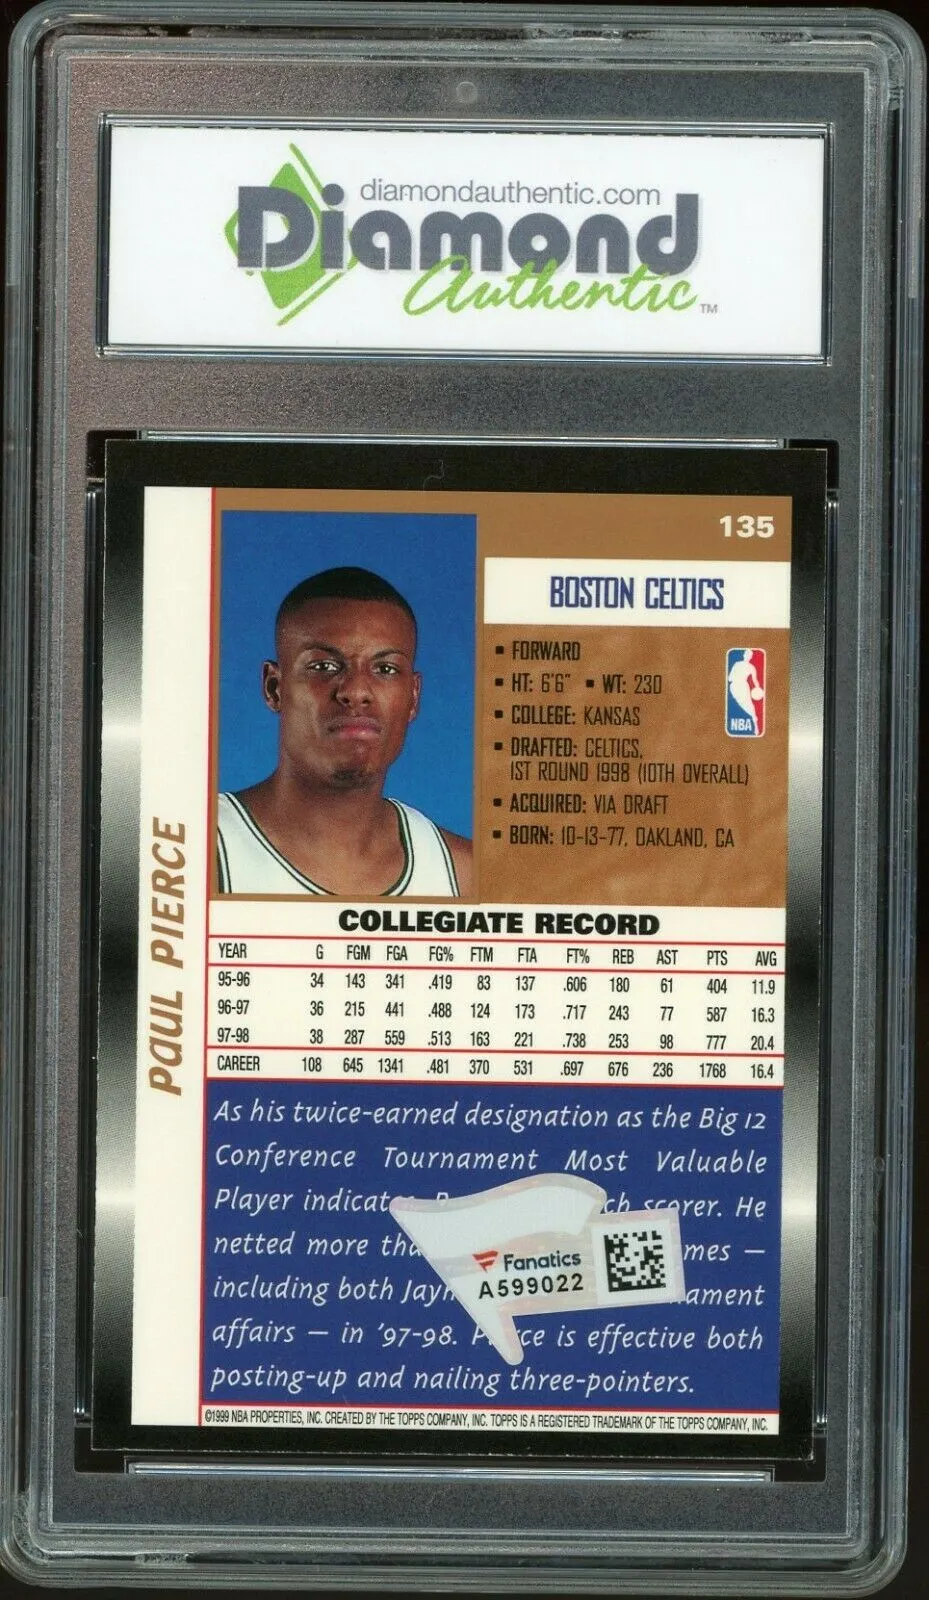 diamondauthentic.com
Diamond
Authentic™
135
BOSTON CELTICS
▪ FORWARD
▪ HT: 6'6" ▪ WT: 230
▪ COLLEGE: KANSAS
▪ DRAFTED: CELTICS,
1ST ROUND 1998 (10TH OVERALL)
▪ ACQUIRED: VIA DRAFT
▪ BORN: 10-13-77, OAKLAND, CA
NBA
PAUL PIERCE
COLLEGIATE RECORD
YEAR G FGM FGA FG% FTM FTA FT% REB AST PTS AVG
95-96 34 143 341 .419 83 137 .606 180 61 404 11.9
96-97 36 215 441 .488 124 173 .717 243 77 587 16.3
97-98 38 287 559 .513 163 221 .738 253 98 777 20.4
CAREER 108 645 1341 .481 370 531 .697 676 236 1768 16.4
As his twice-earned designation as the Big 12
Conference Tournament Most Valuable
Player indicat ch scorer. He
netted more tha mes —
including both Jayh ament
affairs — in '97-98. P rce is effective both
posting-up and nailing three-pointers.
Fanatics
A599022
©1999 NBA PROPERTIES, INC. CREATED BY THE TOPPS COMPANY, INC. TOPPS IS A REGISTERED TRADEMARK OF THE TOPPS COMPANY, INC.